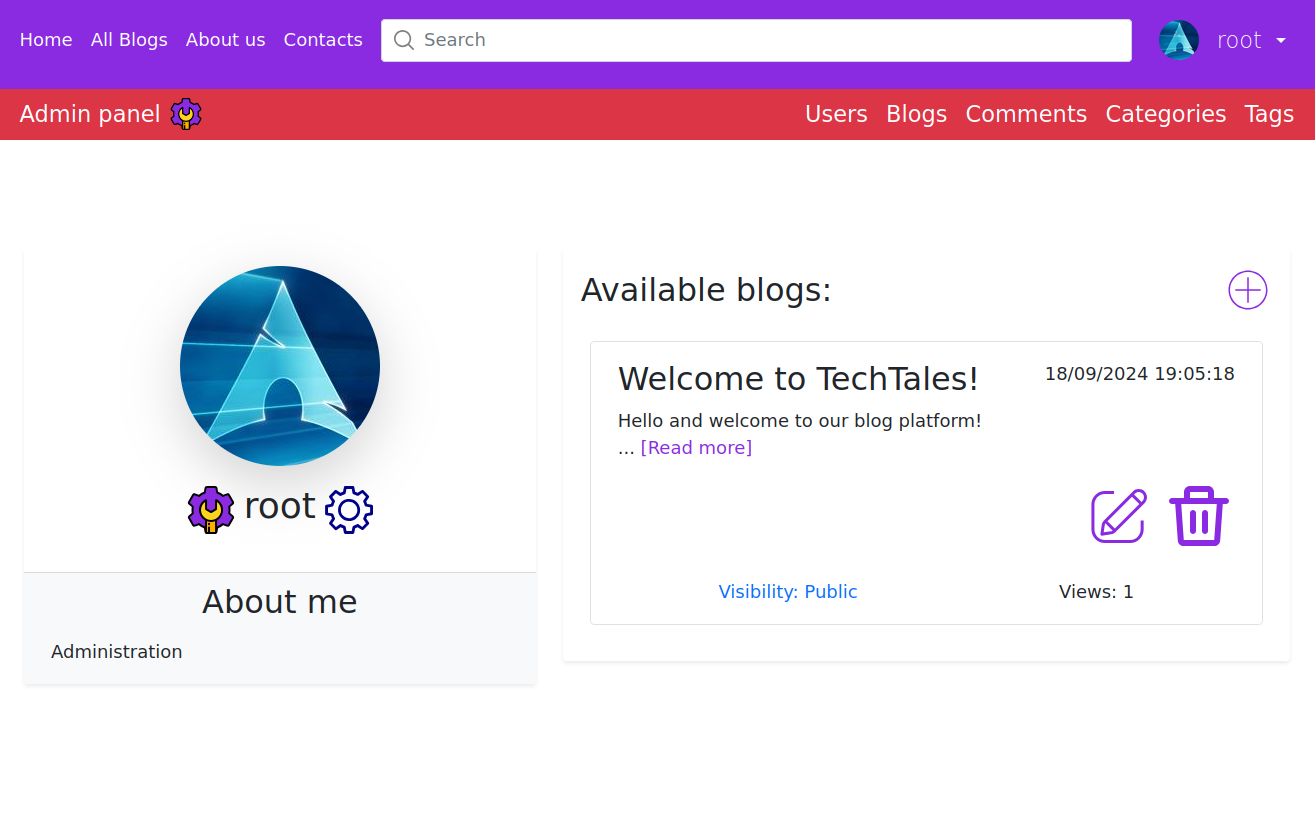 Home All Blogs About us Contacts Search root
Admin panel Users Blogs Comments Categories Tags
root
About me
Administration
Available blogs:
Welcome to TechTales! 18/09/2024 19:05:18
Hello and welcome to our blog platform!
... [Read more]
Visibility: Public Views: 1